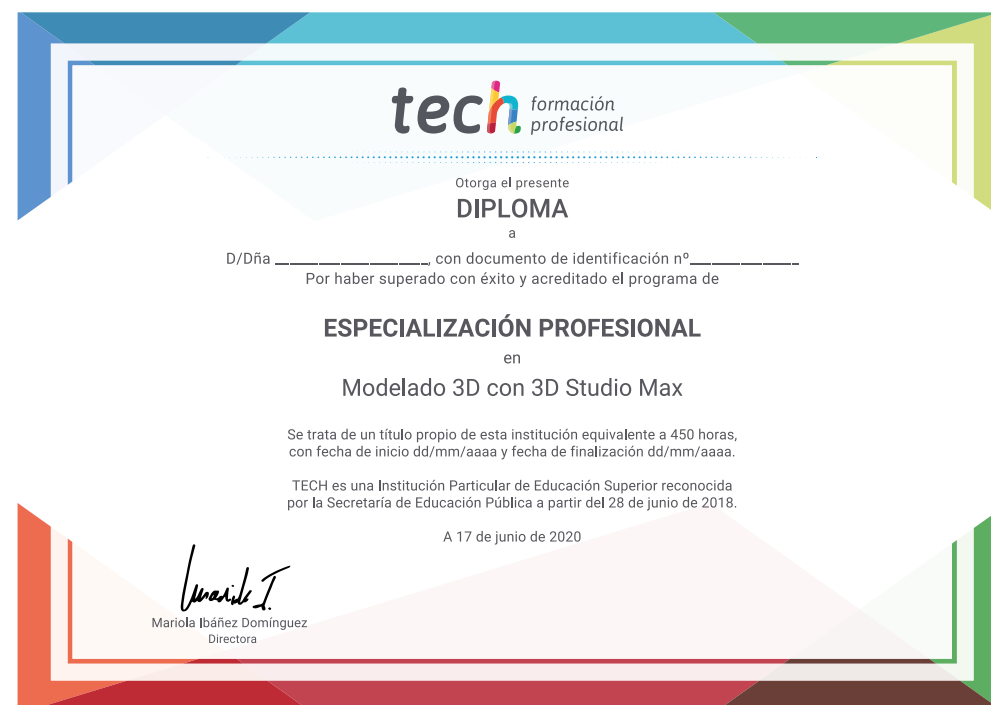 tech formación
profesional
Otorga el presente
DIPLOMA
a
D/Dña ____________________, con documento de identificación nº______________
Por haber superado con éxito y acreditado el programa de
ESPECIALIZACIÓN PROFESIONAL
en
Modelado 3D con 3D Studio Max
Se trata de un título propio de esta institución equivalente a 450 horas,
con fecha de inicio dd/mm/aaaa y fecha de finalización dd/mm/aaaa.
TECH es una Institución Particular de Educación Superior reconocida
por la Secretaría de Educación Pública a partir del 28 de junio de 2018.
A 17 de junio de 2020
Mariola I.
Mariola Ibáñez Domínguez
Directora